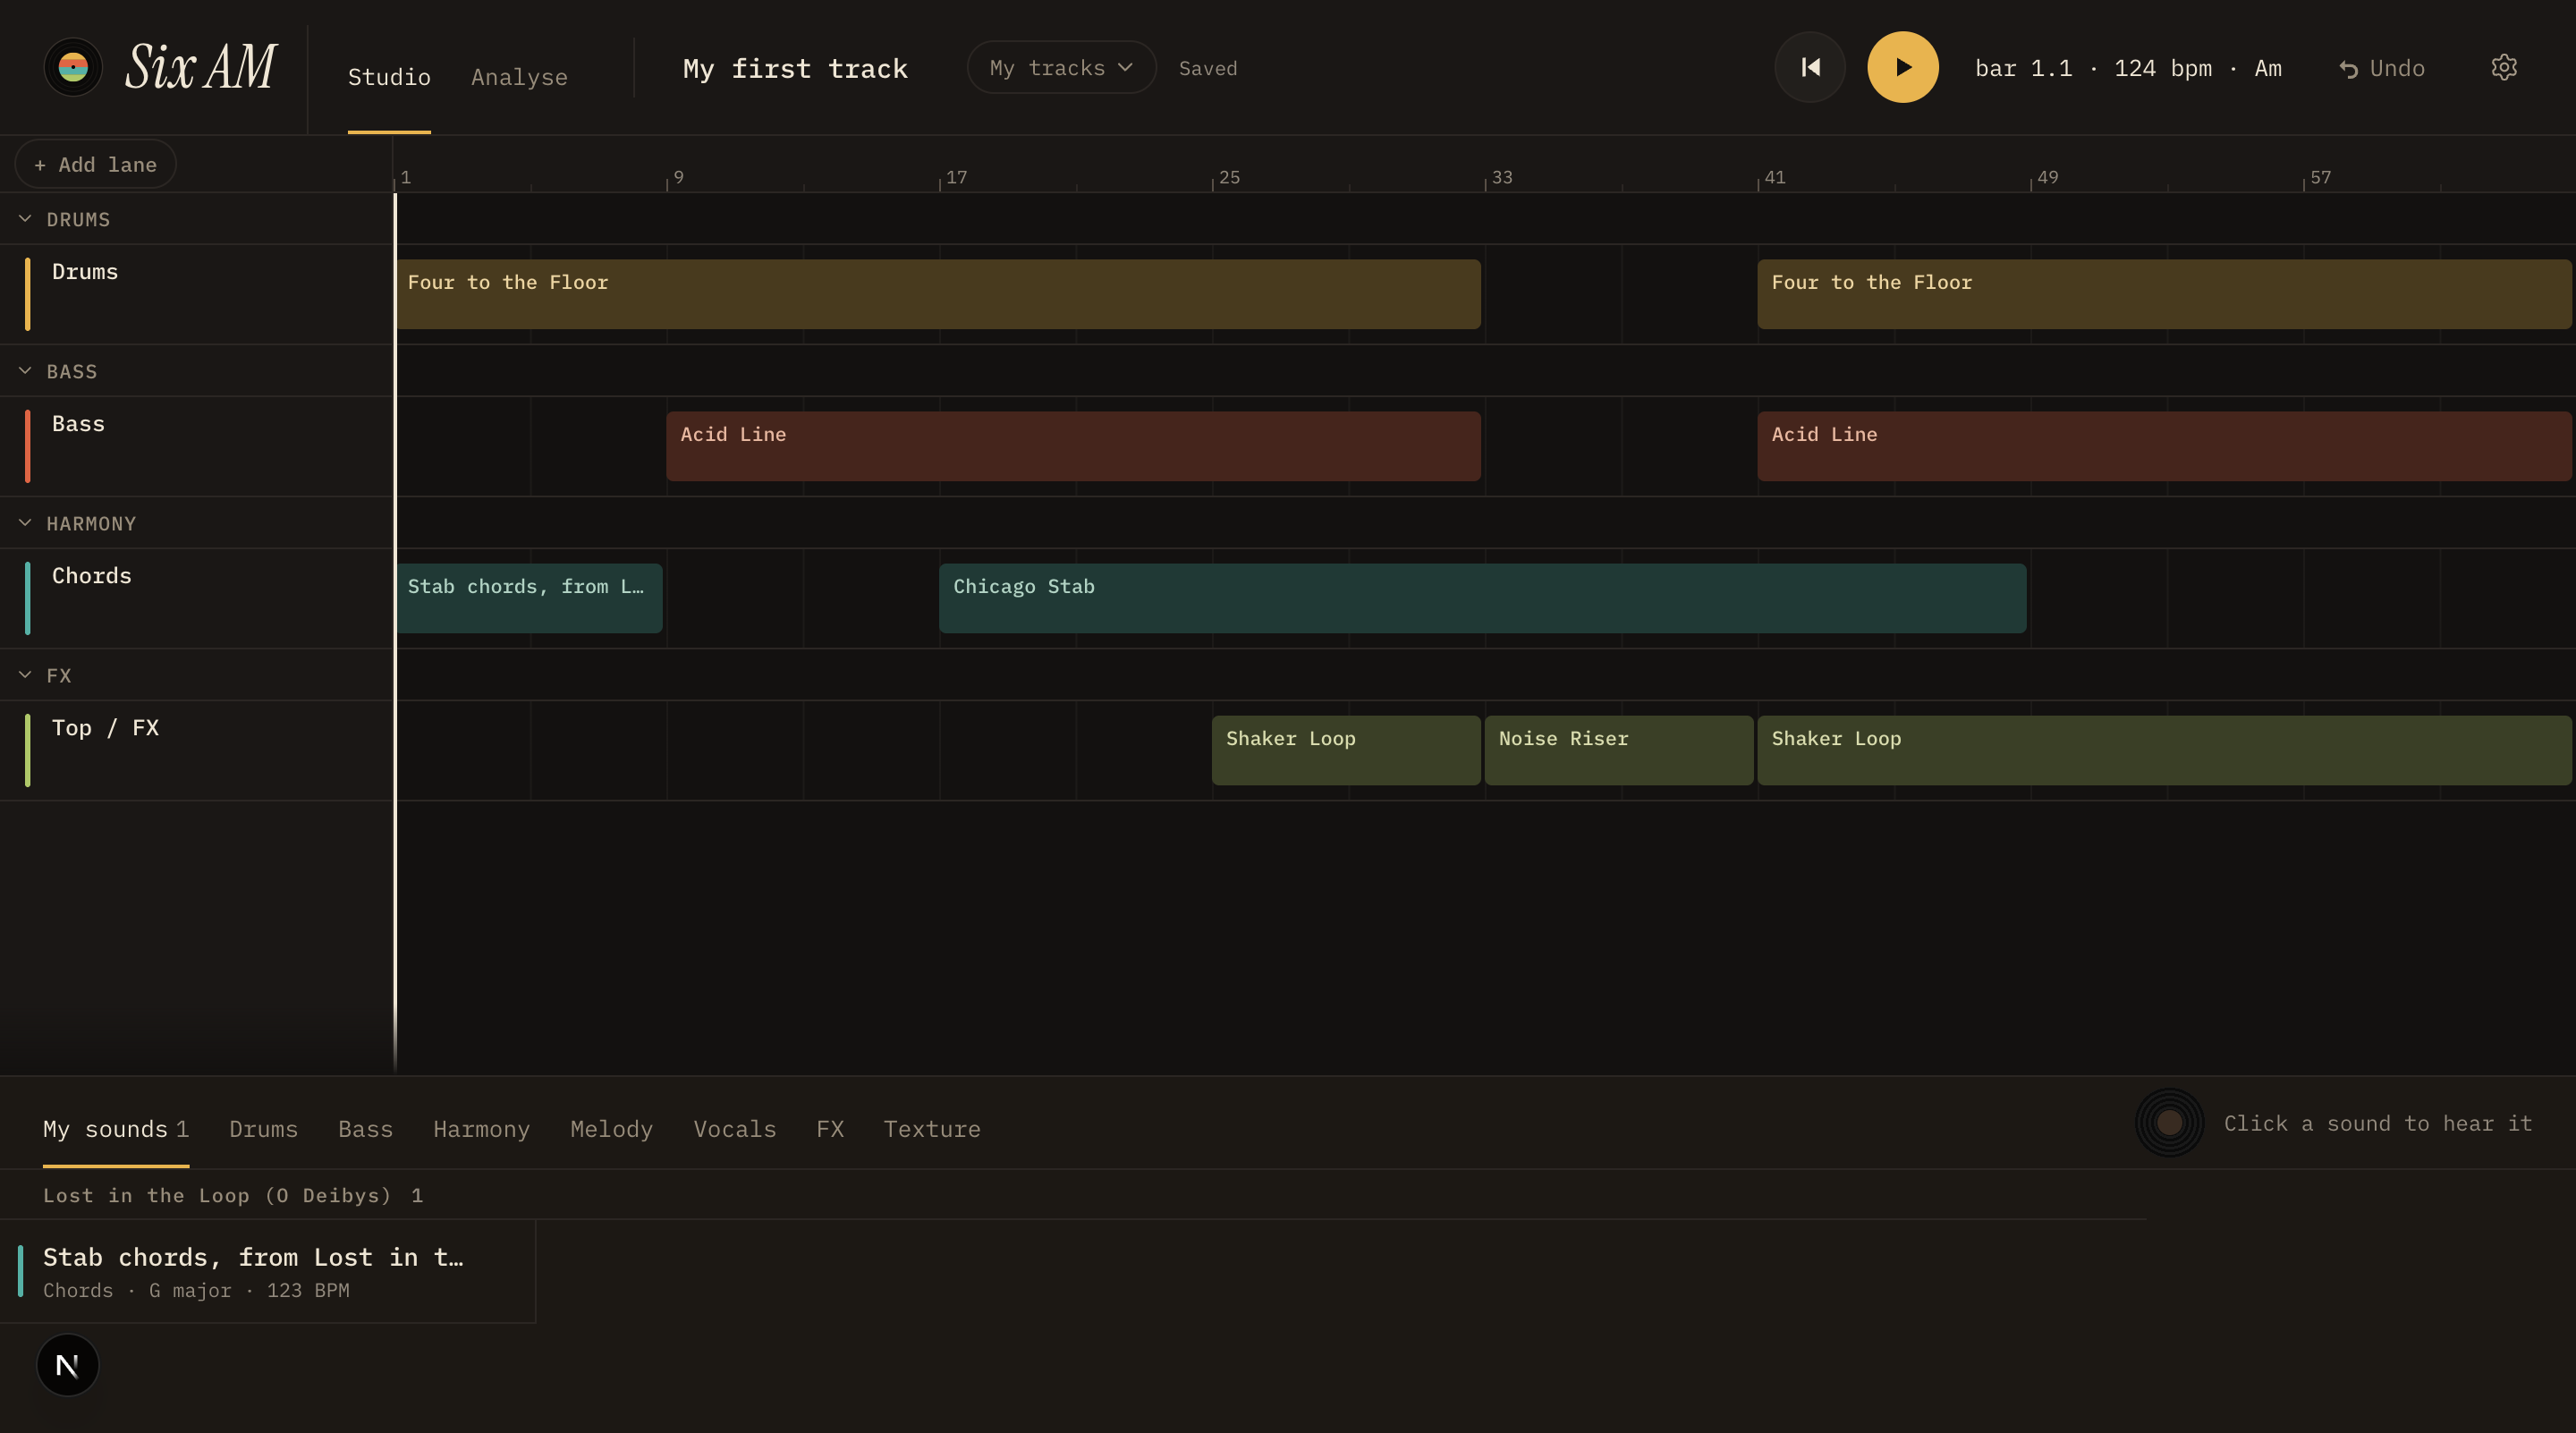 Six AM
Studio
Analyse
My first track
My tracks
Saved
bar 1.1 · 124 bpm · Am
Undo
+ Add lane
1 9 17 25 33 41 49 57
DRUMS
Drums
Four to the Floor
Four to the Floor
BASS
Bass
Acid Line
Acid Line
HARMONY
Chords
Stab chords, from L…
Chicago Stab
FX
Top / FX
Shaker Loop
Noise Riser
Shaker Loop
My sounds 1
Drums
Bass
Harmony
Melody
Vocals
FX
Texture
Click a sound to hear it
Lost in the Loop (O Deibys) 1
Stab chords, from Lost in t…
Chords · G major · 123 BPM
N